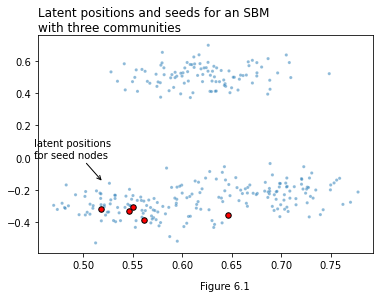 Latent positions and seeds for an SBM
with three communities
0.6
0.4
0.2
0.0
−0.2
−0.4
latent positions
for seed nodes
0.50 0.55 0.60 0.65 0.70 0.75
Figure 6.1